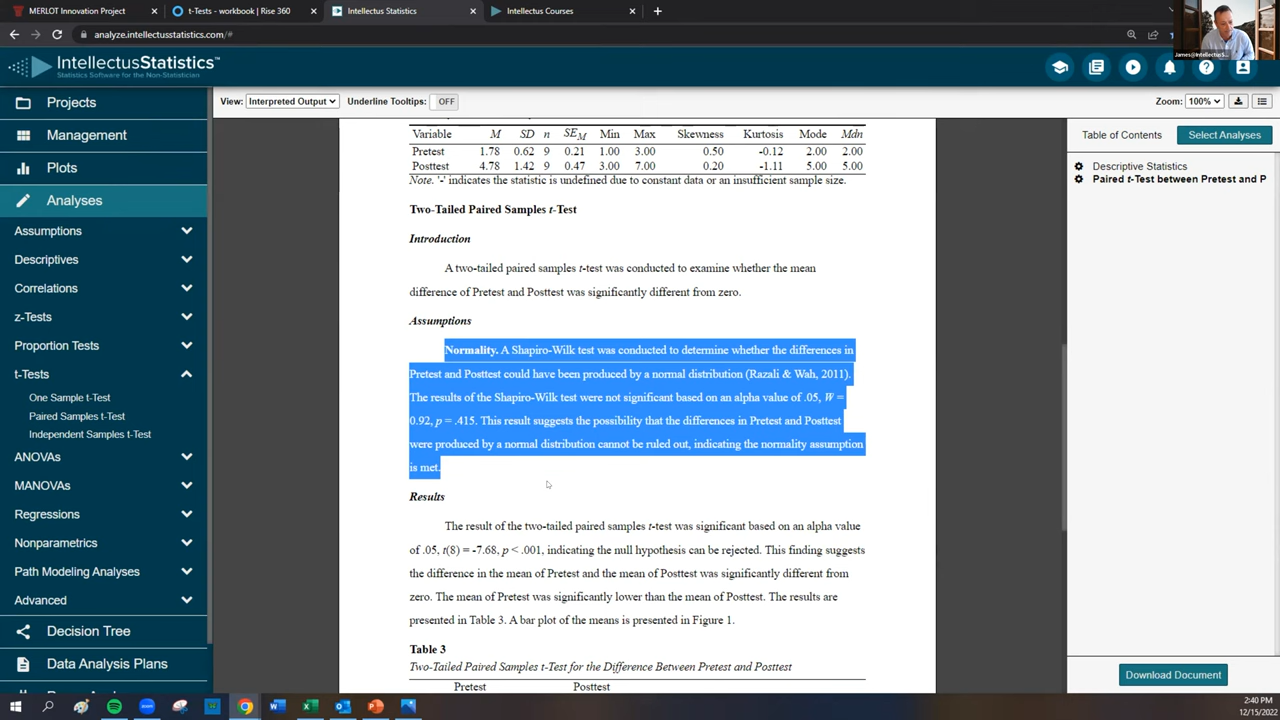 MERLOT Innovation Project
t-Tests - workbook | Rise 360
Intellectus Statistics
Intellectus Courses
analyze.intellectusstatistics.com/#
James@IntellectusS...
IntellectusStatistics™
Statistics Software for the Non-Statistician
Projects
Management
Plots
Analyses
Assumptions
Descriptives
Correlations
z-Tests
Proportion Tests
t-Tests
One Sample t-Test
Paired Samples t-Test
Independent Samples t-Test
ANOVAs
MANOVAs
Regressions
Nonparametrics
Path Modeling Analyses
Advanced
Decision Tree
Data Analysis Plans
View: Interpreted Output Underline Tooltips: OFF
Zoom: 100%
Variable M SD n SEM Min Max Skewness Kurtosis Mode Mdn
Pretest 1.78 0.62 9 0.21 1.00 3.00 0.50 -0.12 2.00 2.00
Posttest 4.78 1.42 9 0.47 3.00 7.00 0.20 -1.11 5.00 5.00
Note. '-' indicates the statistic is undefined due to constant data or an insufficient sample size.
Two-Tailed Paired Samples t-Test
Introduction
A two-tailed paired samples t-test was conducted to examine whether the mean
difference of Pretest and Posttest was significantly different from zero.
Assumptions
Normality. A Shapiro-Wilk test was conducted to determine whether the differences in
Pretest and Posttest could have been produced by a normal distribution (Razali & Wah, 2011).
The results of the Shapiro-Wilk test were not significant based on an alpha value of .05, W =
0.92, p = .415. This result suggests the possibility that the differences in Pretest and Posttest
were produced by a normal distribution cannot be ruled out, indicating the normality assumption
is met.
Results
The result of the two-tailed paired samples t-test was significant based on an alpha value
of .05, t(8) = -7.68, p < .001, indicating the null hypothesis can be rejected. This finding suggests
the difference in the mean of Pretest and the mean of Posttest was significantly different from
zero. The mean of Pretest was significantly lower than the mean of Posttest. The results are
presented in Table 3. A bar plot of the means is presented in Figure 1.
Table 3
Two-Tailed Paired Samples t-Test for the Difference Between Pretest and Posttest
Pretest Posttest
Table of Contents
Select Analyses
Descriptive Statistics
Paired t-Test between Pretest and P
Download Document
2:40 PM
12/15/2022